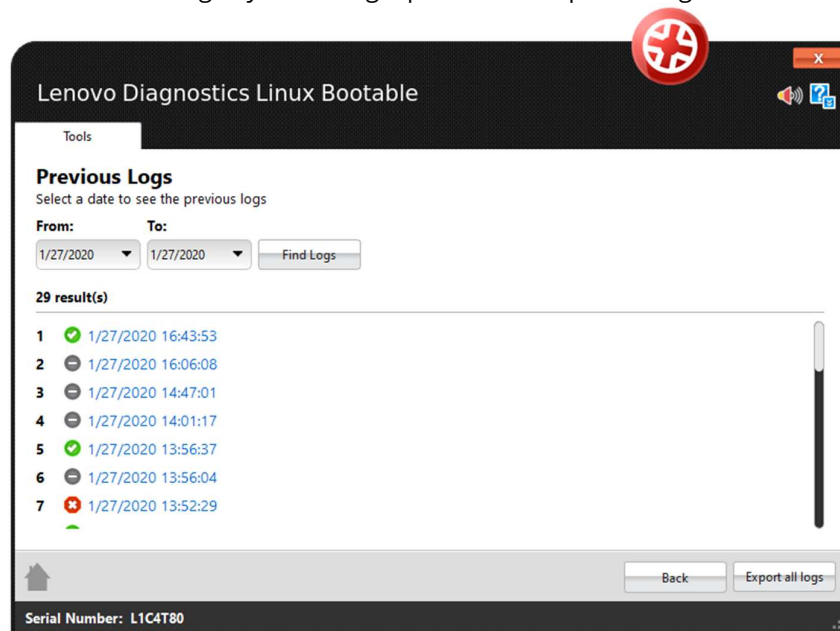 x
Lenovo Diagnostics Linux Bootable
Tools
Previous Logs
Select a date to see the previous logs
From: To:
1/27/2020 1/27/2020 Find Logs
29 result(s)
1 1/27/2020 16:43:53
2 1/27/2020 16:06:08
3 1/27/2020 14:47:01
4 1/27/2020 14:01:17
5 1/27/2020 13:56:37
6 1/27/2020 13:56:04
7 1/27/2020 13:52:29
Back Export all logs
Serial Number: L1C4T80